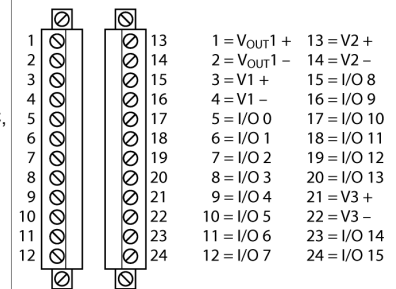 1 13 1 = VOUT1 + 13 = V2 +
2 14 2 = VOUT1 – 14 = V2 –
3 15 3 = V1 + 15 = I/O 8
4 16 4 = V1 – 16 = I/O 9
, 5 17 5 = I/O 0 17 = I/O 10
6 18 6 = I/O 1 18 = I/O 11
7 19 7 = I/O 2 19 = I/O 12
8 20 8 = I/O 3 20 = I/O 13
9 21 9 = I/O 4 21 = V3 +
10 22 10 = I/O 5 22 = V3 –
11 23 11 = I/O 6 23 = I/O 14
12 24 12 = I/O 7 24 = I/O 15